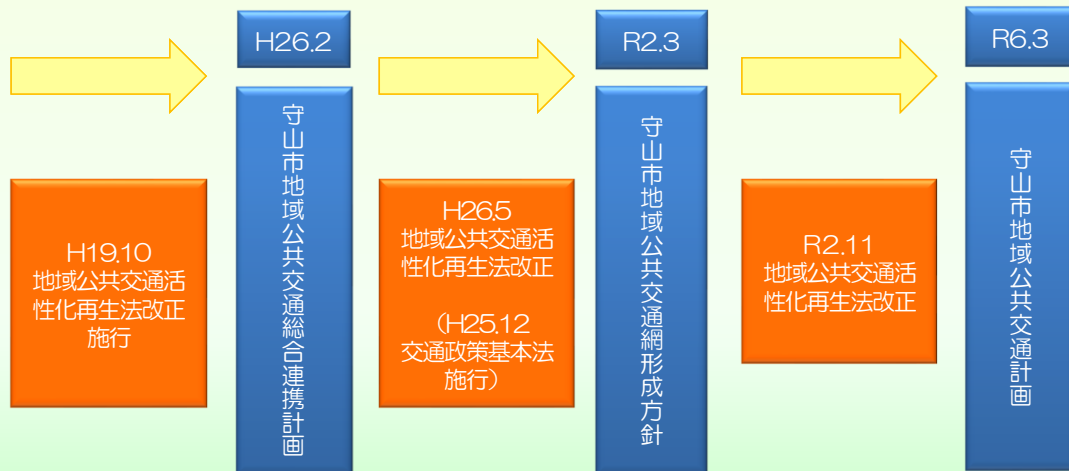 H19.10
地域公共交通活
性化再生法改正
施行
H26.2
守山市地域公共交通総合連携計画
H26.5
地域公共交通活
性化再生法改正
（H25.12
交通政策基本法
施行）
R2.3
守山市地域公共交通網形成方針
R2.11
地域公共交通活
性化再生法改正
R6.3
守山市地域公共交通計画